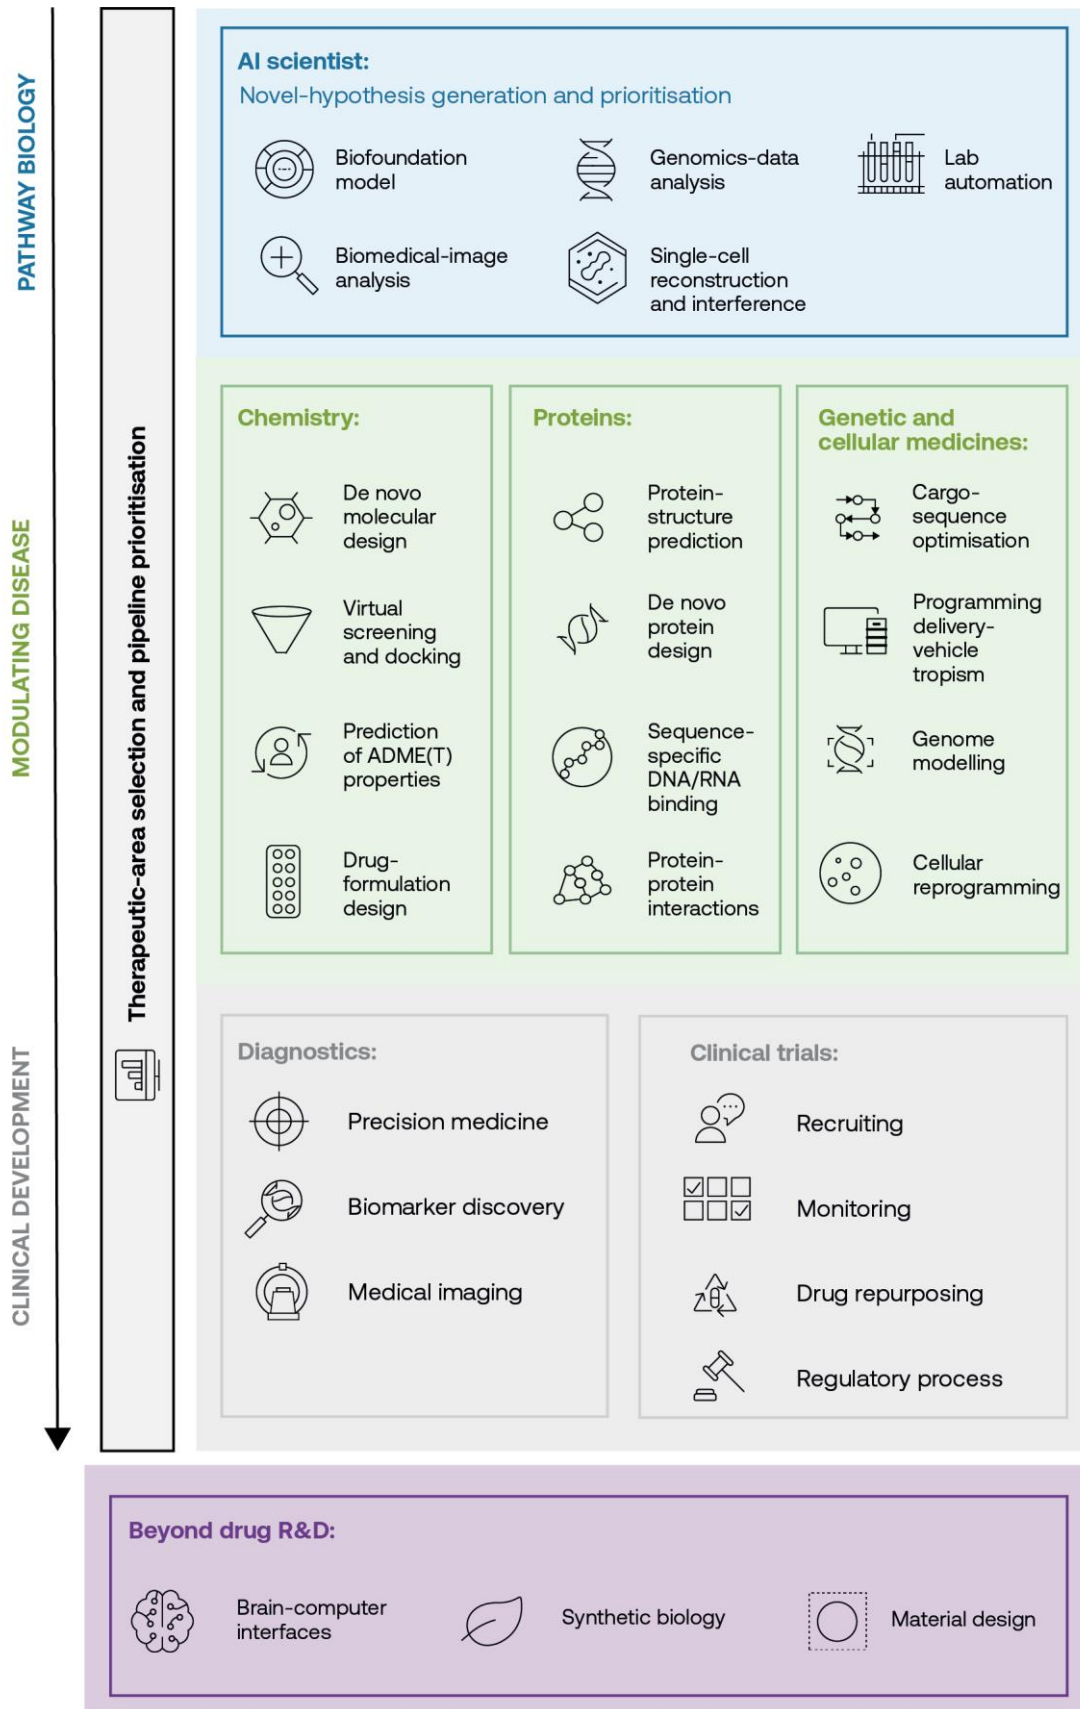 PATHWAY BIOLOGY
MODULATING DISEASE
CLINICAL DEVELOPMENT
Therapeutic-area selection and pipeline prioritisation
AI scientist:
Novel-hypothesis generation and prioritisation
Biofoundation
model
Genomics-data
analysis
Lab
automation
Biomedical-image
analysis
Single-cell
reconstruction
and interference
Chemistry:
De novo
molecular
design
Virtual
screening
and docking
Prediction
of ADME(T)
properties
Drug-
formulation
design
Proteins:
Protein-
structure
prediction
De novo
protein
design
Sequence-
specific
DNA/RNA
binding
Protein-
protein
interactions
Genetic and
cellular medicines:
Cargo-
sequence
optimisation
Programming
delivery-
vehicle
tropism
Genome
modelling
Cellular
reprogramming
Diagnostics:
Precision medicine
Biomarker discovery
Medical imaging
Clinical trials:
Recruiting
Monitoring
Drug repurposing
Regulatory process
Beyond drug R&D:
Brain-computer
interfaces
Synthetic biology
Material design